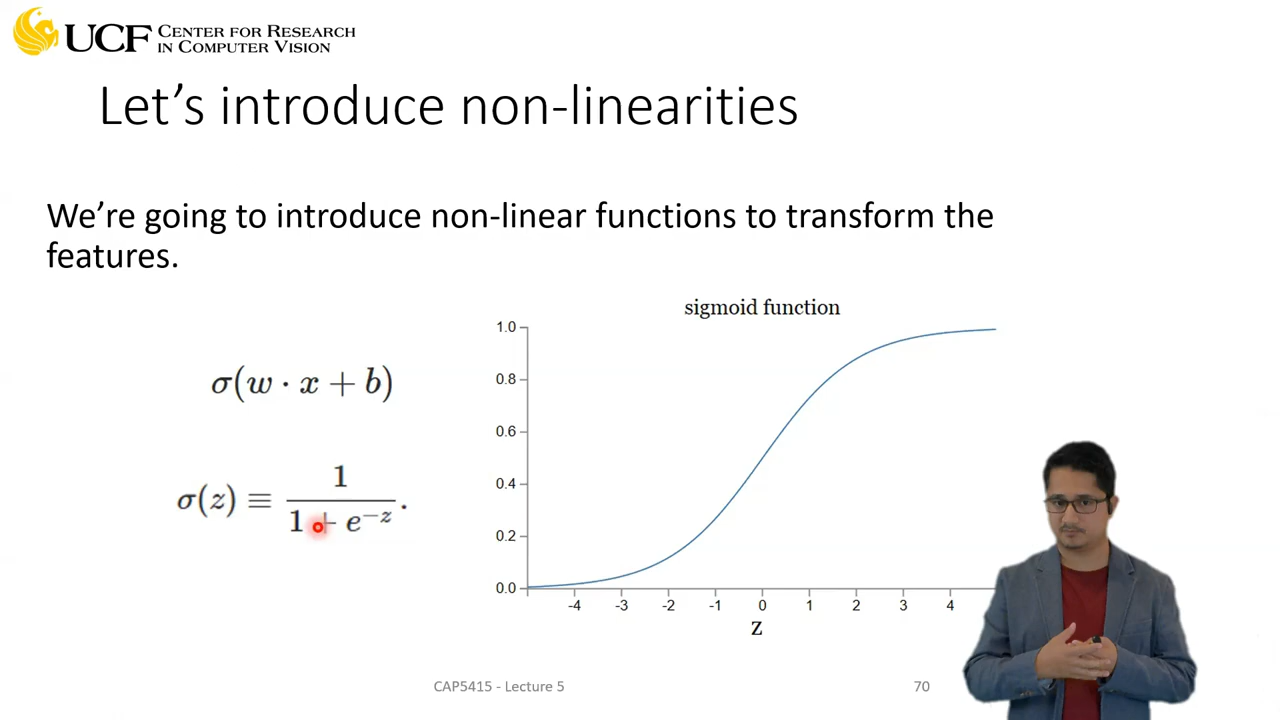 UCF CENTER FOR RESEARCH
IN COMPUTER VISION
Let's introduce non-linearities
We're going to introduce non-linear functions to transform the
features.
sigmoid function
σ(w · x + b)
σ(z) ≡ 1 / (1 + e^{-z}).
1.0
0.8
0.6
0.4
0.2
0.0
-4 -3 -2 -1 0 1 2 3 4
Z
CAP5415 - Lecture 5
70